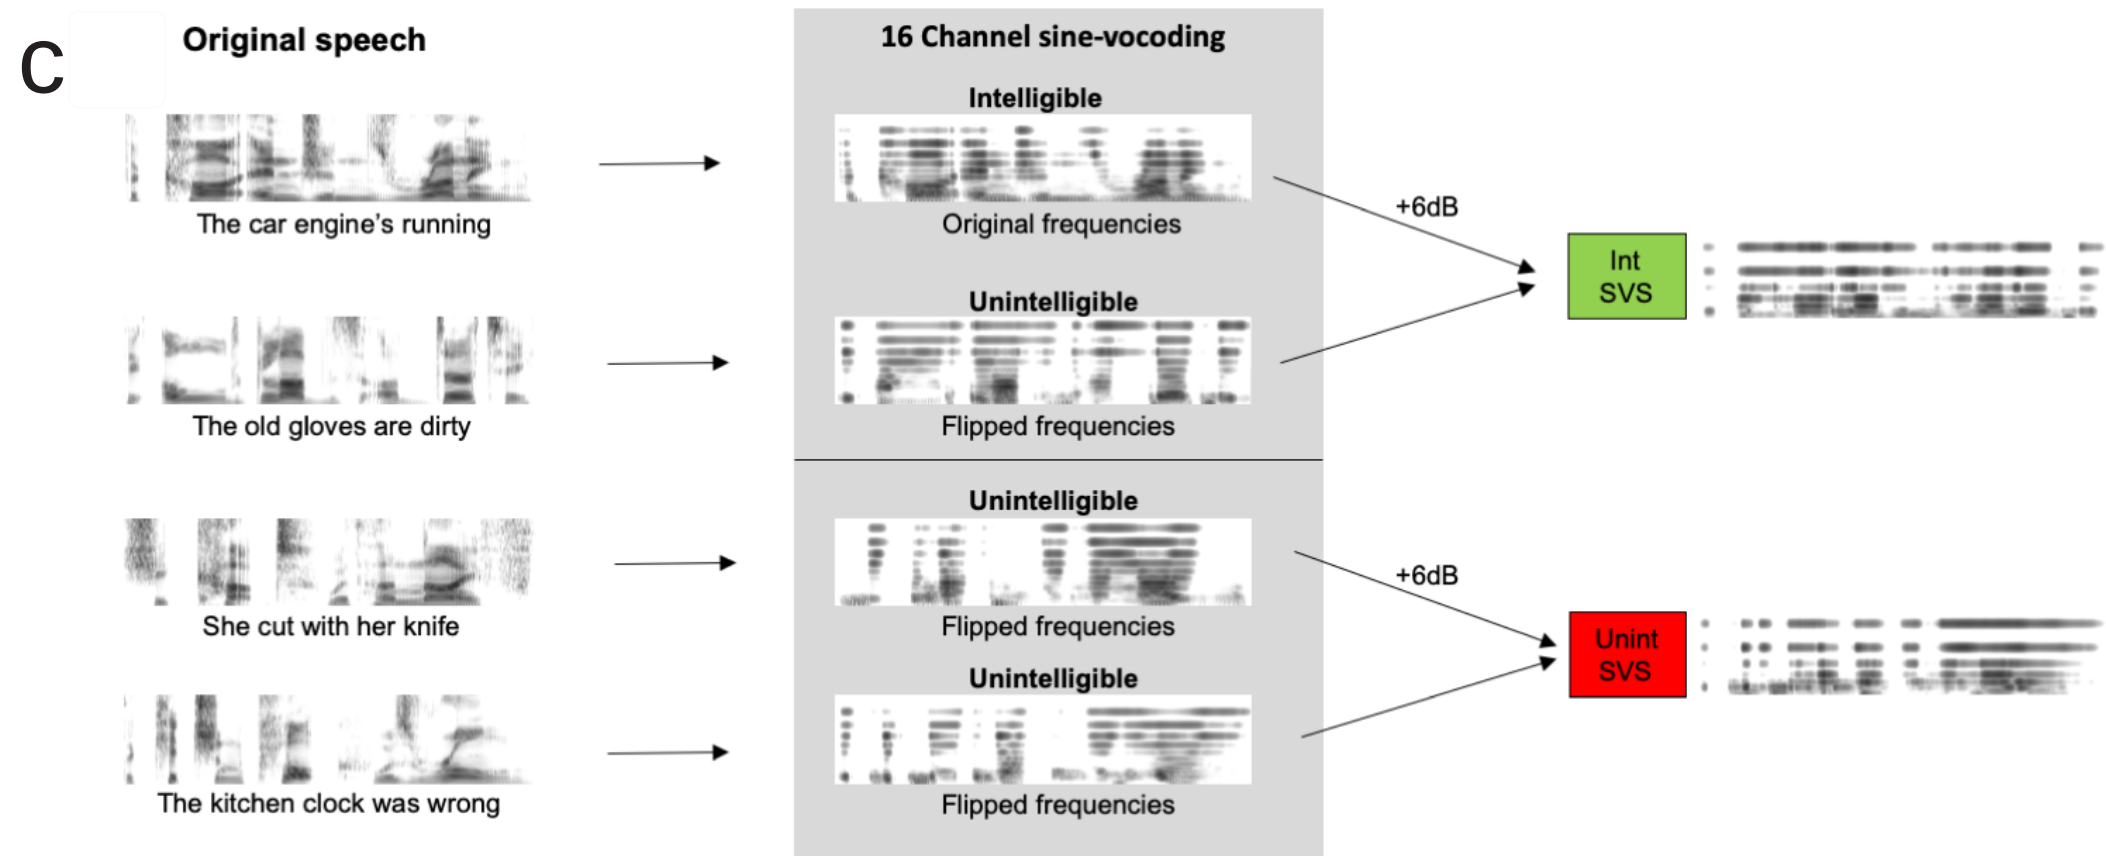 C
Original speech
16 Channel sine-vocoding
Intelligible
The car engine's running
Original frequencies
+6dB
Int
SVS
Unintelligible
The old gloves are dirty
Flipped frequencies
Unintelligible
She cut with her knife
Flipped frequencies
+6dB
Unint
SVS
Unintelligible
The kitchen clock was wrong
Flipped frequencies